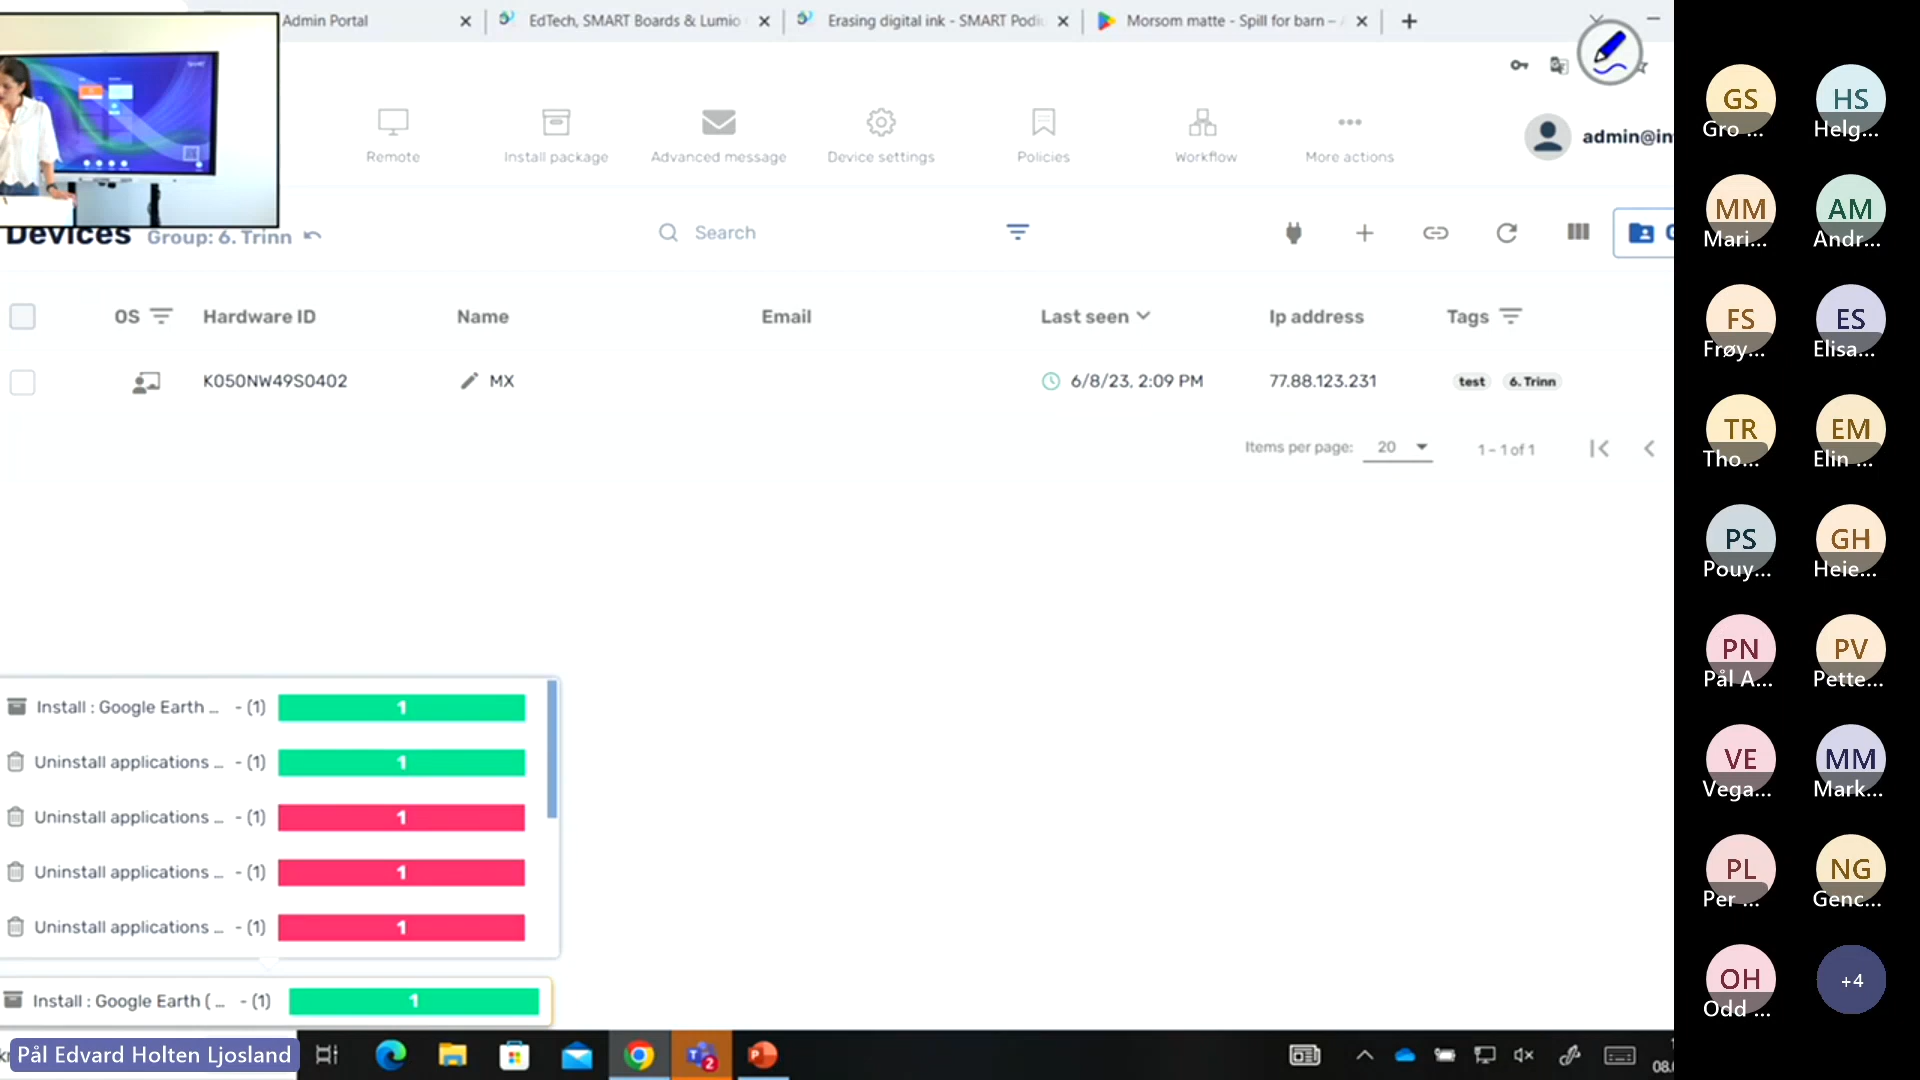 Admin Portal
EdTech, SMART Boards & Lumio
Erasing digital ink - SMART Podi
Morsom matte - Spill for barn –
Remote
Install package
Advanced message
Device settings
Policies
Workflow
More actions
admin@in
Devices Group: 6. Trinn
Search
OS Hardware ID Name Email Last seen Ip address Tags
K050NW49S0402 MX 6/8/23, 2:09 PM 77.88.123.231 test 6. Trinn
Items per page: 20 1 – 1 of 1
Install : Google Earth ... - (1) 1
Uninstall applications ... - (1) 1
Uninstall applications ... - (1) 1
Uninstall applications ... - (1) 1
Uninstall applications ... - (1) 1
Install : Google Earth ( ... - (1) 1
Pål Edvard Holten Ljosland
2
GS HS
Gro ... Helg...
MM AM
Mari... Andr...
FS ES
Frøy... Elisa...
TR EM
Tho... Elin ...
PS GH
Pouy... Heie...
PN PV
Pål A... Pette...
VE MM
Vega... Mark...
PL NG
Per ... Genc...
OH +4
Odd ...